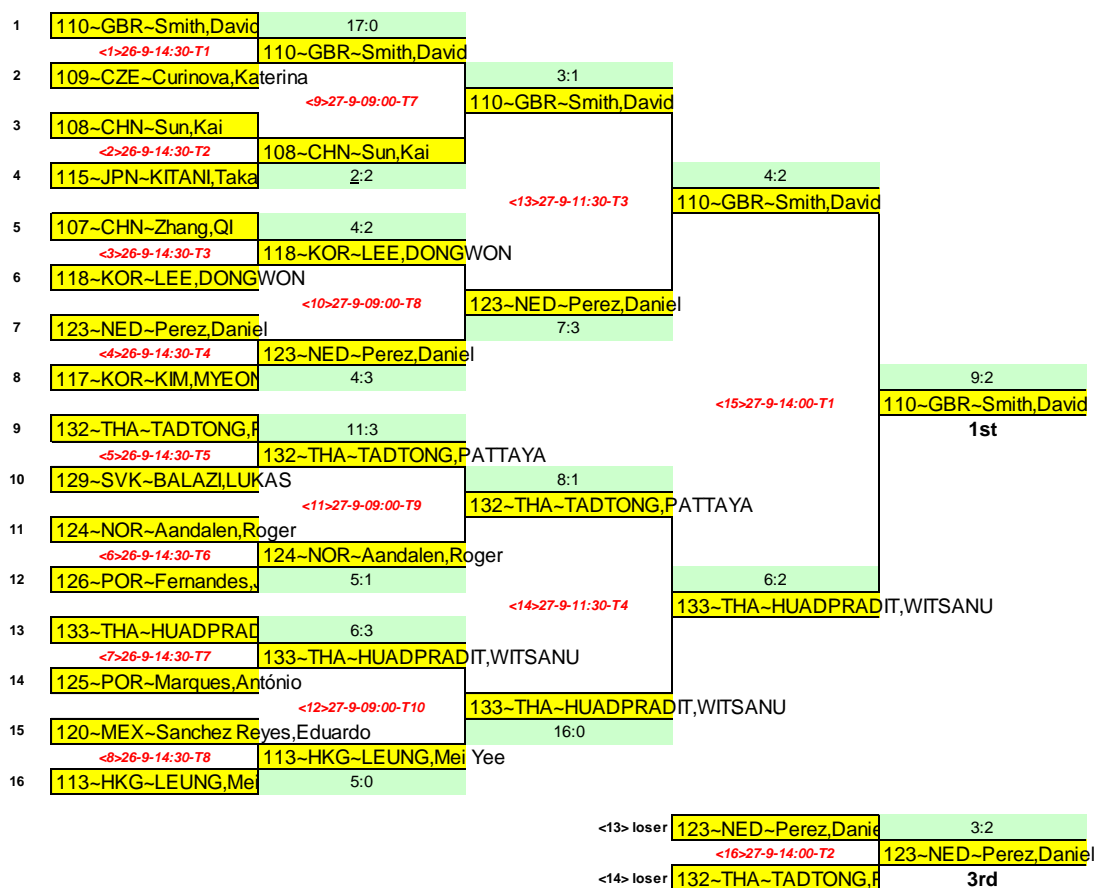 1 110~GBR~Smith,David 17:0
<1>26-9-14:30-T1 110~GBR~Smith,David
2 109~CZE~Curinova,Katerina 3:1
<9>27-9-09:00-T7 110~GBR~Smith,David
3 108~CHN~Sun,Kai
<2>26-9-14:30-T2 108~CHN~Sun,Kai
4 115~JPN~KITANI,Taka 2:2 4:2
<13>27-9-11:30-T3 110~GBR~Smith,David
5 107~CHN~Zhang,QI 4:2
<3>26-9-14:30-T3 118~KOR~LEE,DONGWON
6 118~KOR~LEE,DONGWON
<10>27-9-09:00-T8 123~NED~Perez,Daniel
7 123~NED~Perez,Daniel 7:3
<4>26-9-14:30-T4 123~NED~Perez,Daniel
8 117~KOR~KIM,MYEON 4:3 9:2
<15>27-9-14:00-T1 110~GBR~Smith,David
9 132~THA~TADTONG, 11:3 1st
<5>26-9-14:30-T5 132~THA~TADTONG,PATTAYA
10 129~SVK~BALAZI,LUKAS 8:1
<11>27-9-09:00-T9 132~THA~TADTONG,PATTAYA
11 124~NOR~Aandalen,Roger
<6>26-9-14:30-T6 124~NOR~Aandalen,Roger
12 126~POR~Fernandes, 5:1 6:2
<14>27-9-11:30-T4 133~THA~HUADPRADIT,WITSANU
13 133~THA~HUADPRAD 6:3
<7>26-9-14:30-T7 133~THA~HUADPRADIT,WITSANU
14 125~POR~Marques,António
<12>27-9-09:00-T10 133~THA~HUADPRADIT,WITSANU
15 120~MEX~Sanchez Reyes,Eduardo 16:0
<8>26-9-14:30-T8 113~HKG~LEUNG,Mei Yee
16 113~HKG~LEUNG,Mei 5:0
<13> loser 123~NED~Perez,Danie 3:2
<16>27-9-14:00-T2 123~NED~Perez,Daniel
<14> loser 132~THA~TADTONG, 3rd